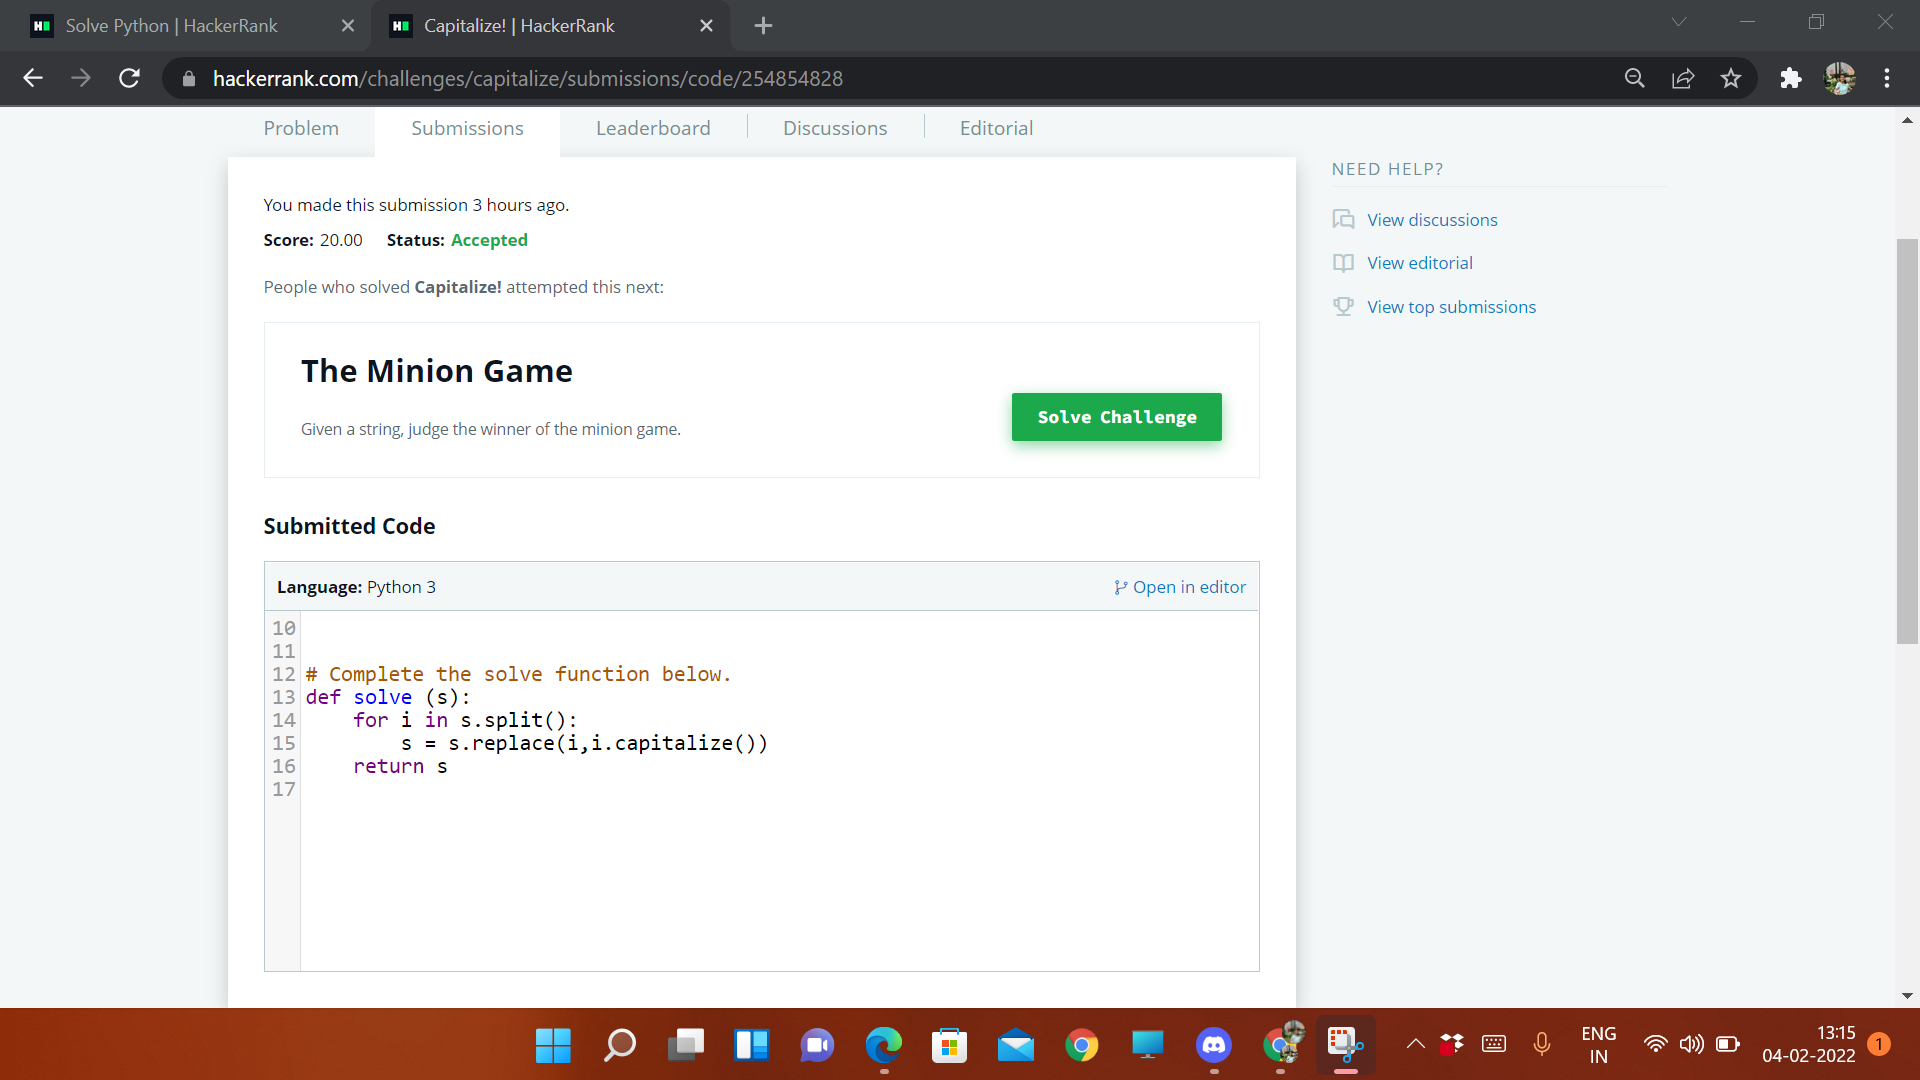 Solve Python | HackerRank
Capitalize! | HackerRank
hackerrank.com/challenges/capitalize/submissions/code/254854828
Problem
Submissions
Leaderboard
Discussions
Editorial
You made this submission 3 hours ago.
Score: 20.00 Status: Accepted
People who solved Capitalize! attempted this next:
The Minion Game
Given a string, judge the winner of the minion game.
Solve Challenge
Submitted Code
Language: Python 3
Open in editor
10
11
12 # Complete the solve function below.
13 def solve (s):
14     for i in s.split():
15         s = s.replace(i,i.capitalize())
16     return s
17
NEED HELP?
View discussions
View editorial
View top submissions
ENG
IN
13:15
04-02-2022
1